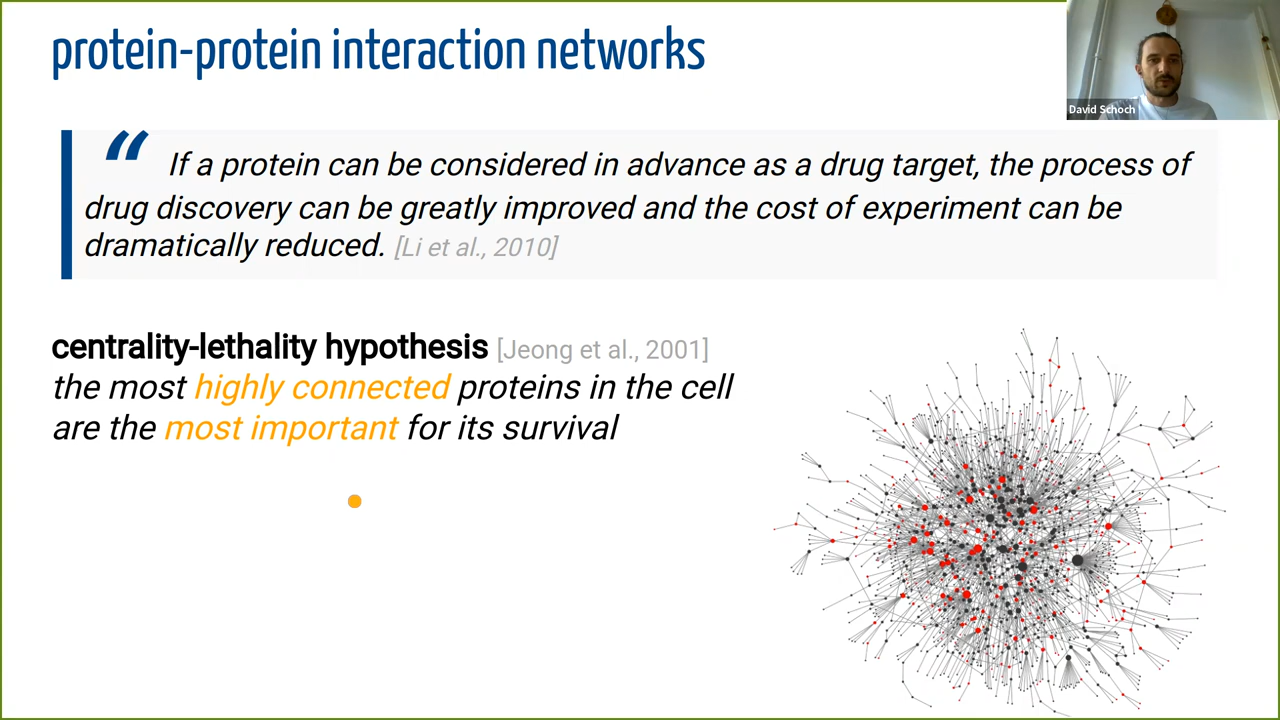 protein-protein interaction networks
David Schoch
“ If a protein can be considered in advance as a drug target, the process of
drug discovery can be greatly improved and the cost of experiment can be
dramatically reduced. [Li et al., 2010]
centrality-lethality hypothesis [Jeong et al., 2001]
the most highly connected proteins in the cell
are the most important for its survival